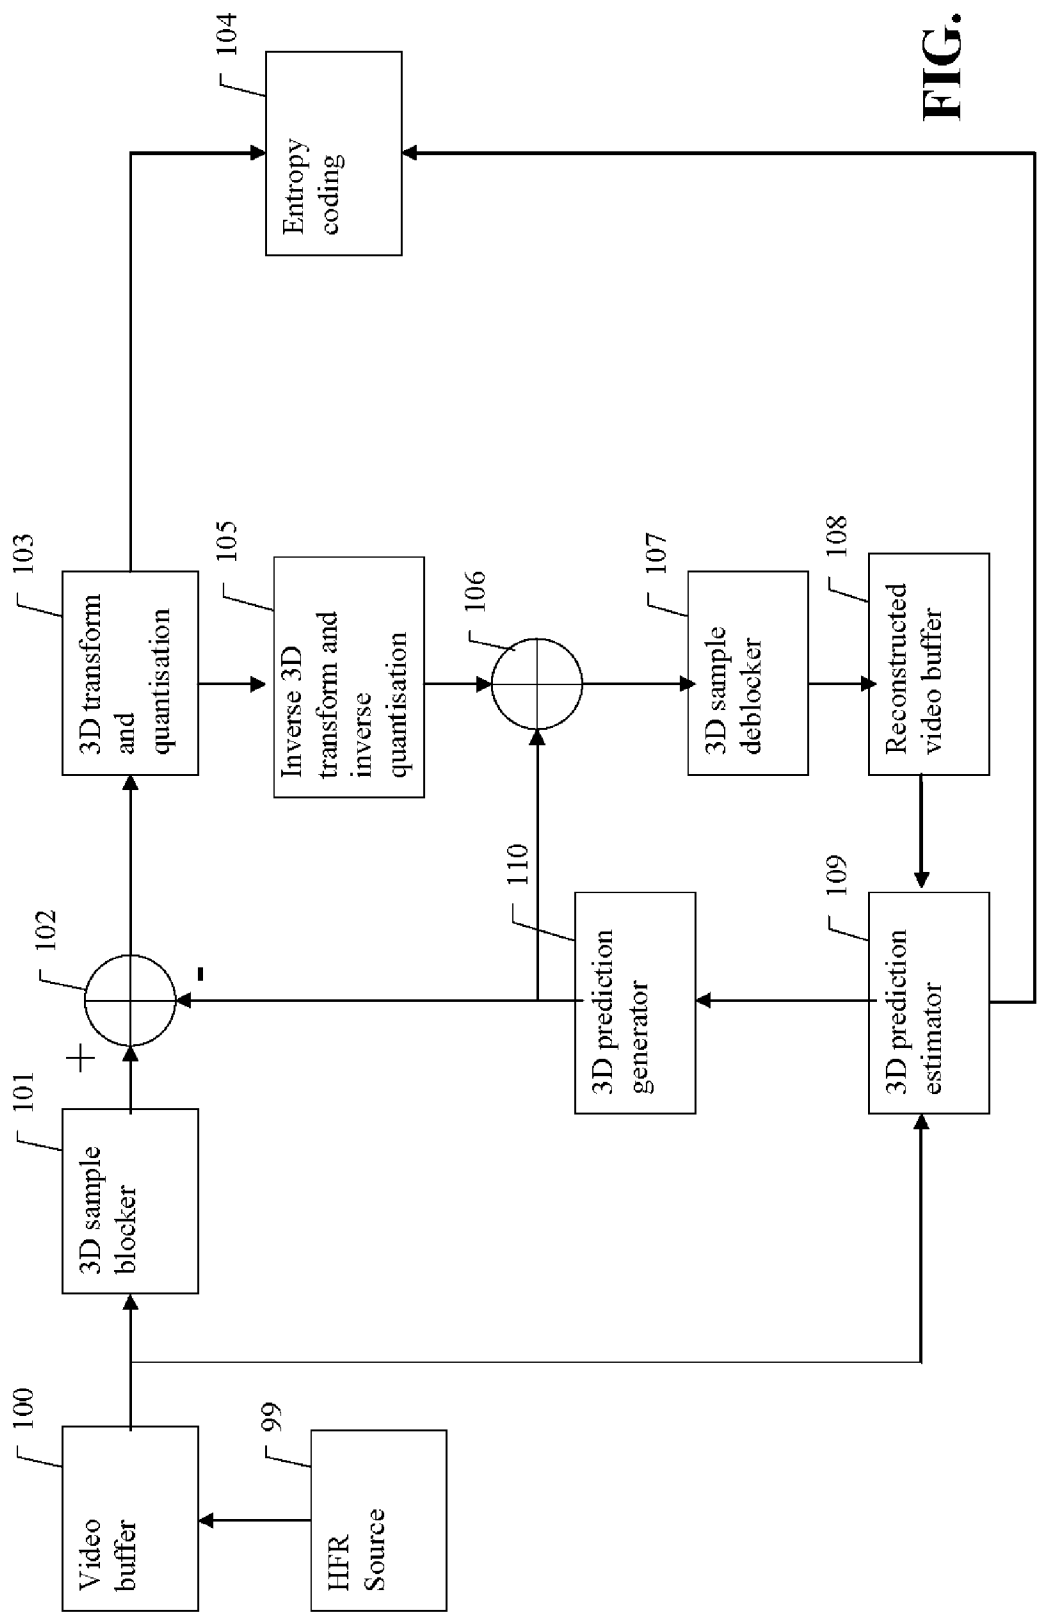 100
Video
buffer
99
HFR
Source
101
3D sample
blocker
102
+
-
103
3D transform
and
quantisation
104
Entropy
coding
105
Inverse 3D
transform and
inverse
quantisation
106
110
3D prediction
generator
107
3D sample
deblocker
108
Reconstructed
video buffer
109
3D prediction
estimator
FIG.